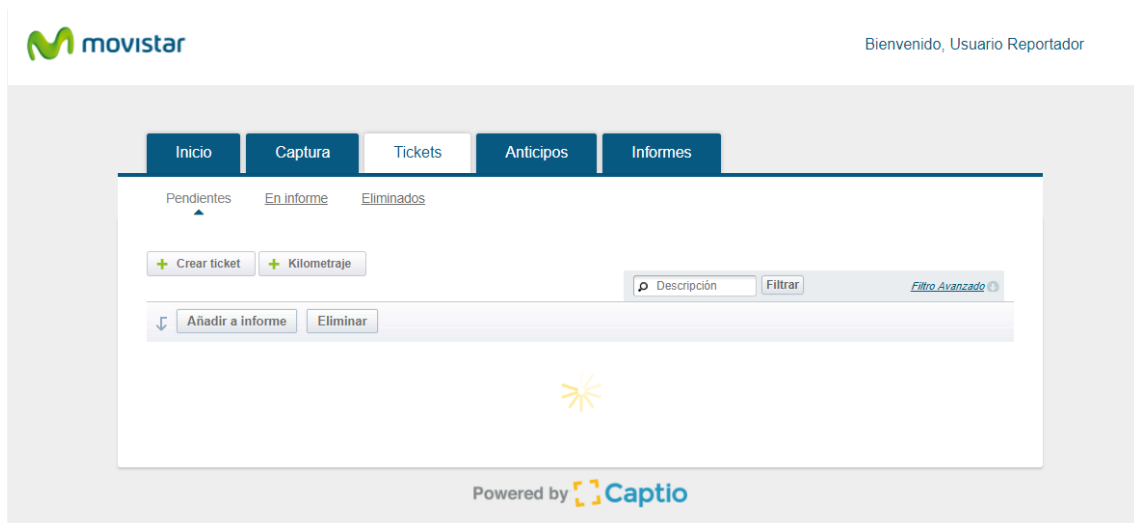 movistar
Bienvenido, Usuario Reportador
Inicio Captura Tickets Anticipos Informes
Pendientes En informe Eliminados
+ Crear ticket + Kilometraje
Descripción Filtrar Filtro Avanzado
Añadir a informe Eliminar
Powered by Captio